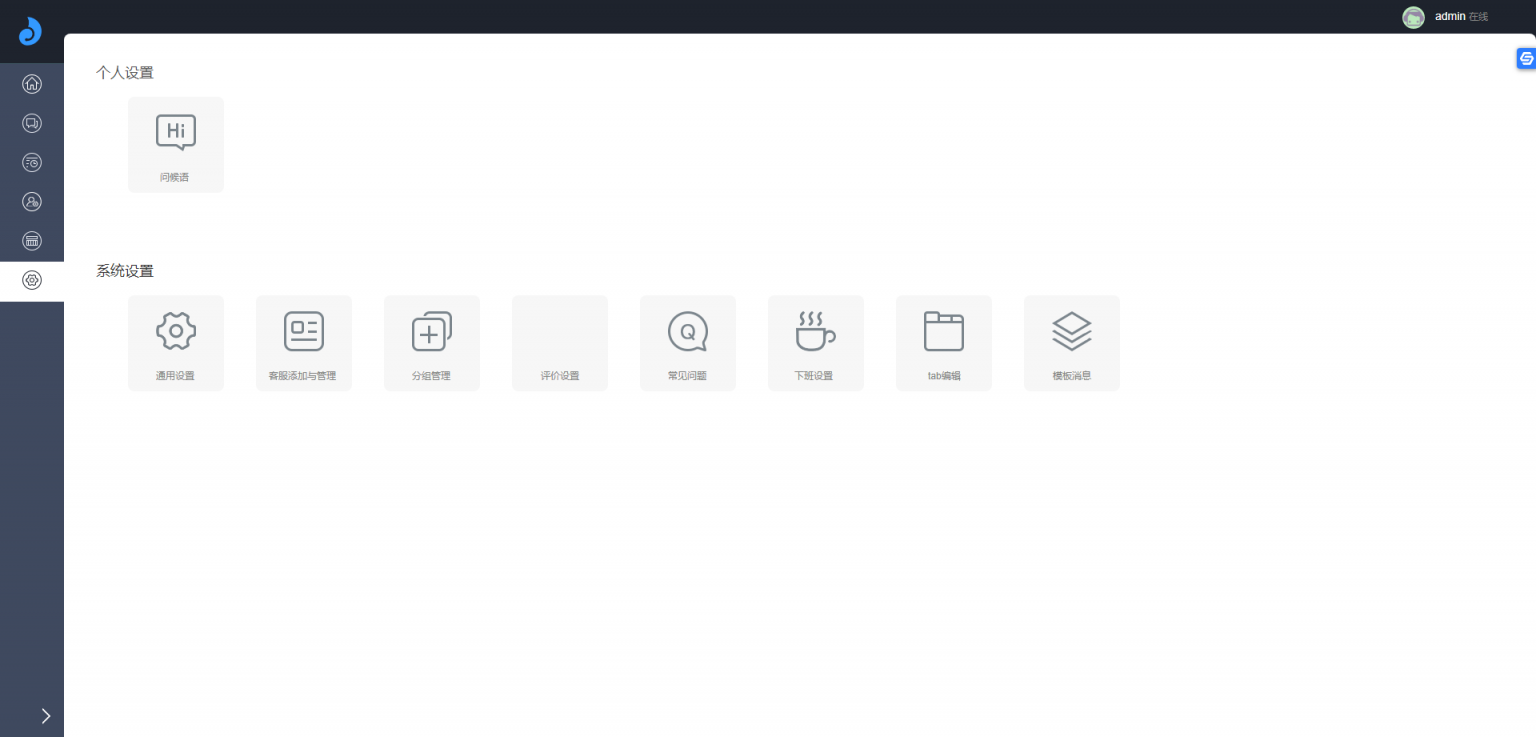 admin 在线
个人设置
Hi
问候语
系统设置
通用设置
客服添加与管理
分组管理
评价设置
Q
常见问题
下班设置
tab编辑
模板消息